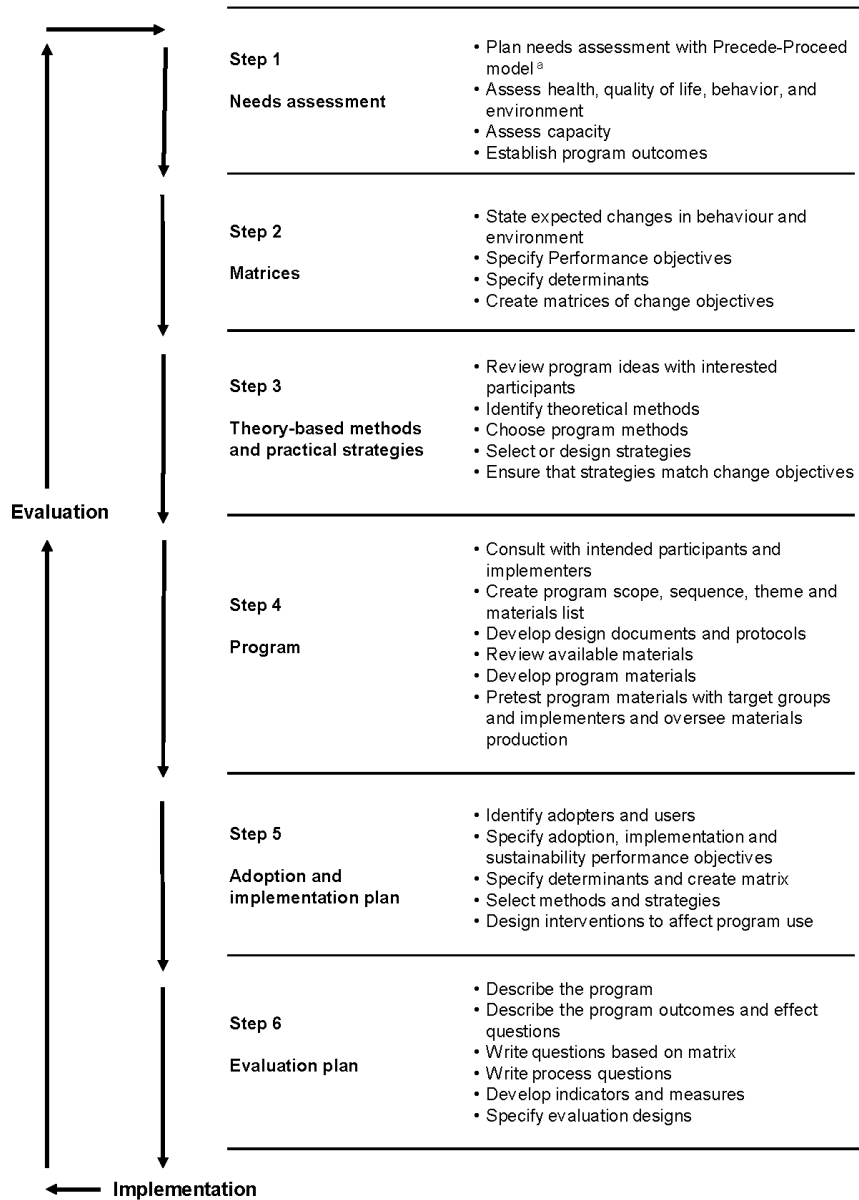 Step 1
Needs assessment
• Plan needs assessment with Precede-Proceed
model a
• Assess health, quality of life, behavior, and
environment
• Assess capacity
• Establish program outcomes
Step 2
Matrices
• State expected changes in behaviour and
environment
• Specify Performance objectives
• Specify determinants
• Create matrices of change objectives
Step 3
Theory-based methods
and practical strategies
• Review program ideas with interested
participants
• Identify theoretical methods
• Choose program methods
• Select or design strategies
• Ensure that strategies match change objectives
Evaluation
Step 4
Program
• Consult with intended participants and
implementers
• Create program scope, sequence, theme and
materials list
• Develop design documents and protocols
• Review available materials
• Develop program materials
• Pretest program materials with target groups
and implementers and oversee materials
production
Step 5
Adoption and
implementation plan
• Identify adopters and users
• Specify adoption, implementation and
sustainability performance objectives
• Specify determinants and create matrix
• Select methods and strategies
• Design interventions to affect program use
Step 6
Evaluation plan
• Describe the program
• Describe the program outcomes and effect
questions
• Write questions based on matrix
• Write process questions
• Develop indicators and measures
• Specify evaluation designs
Implementation